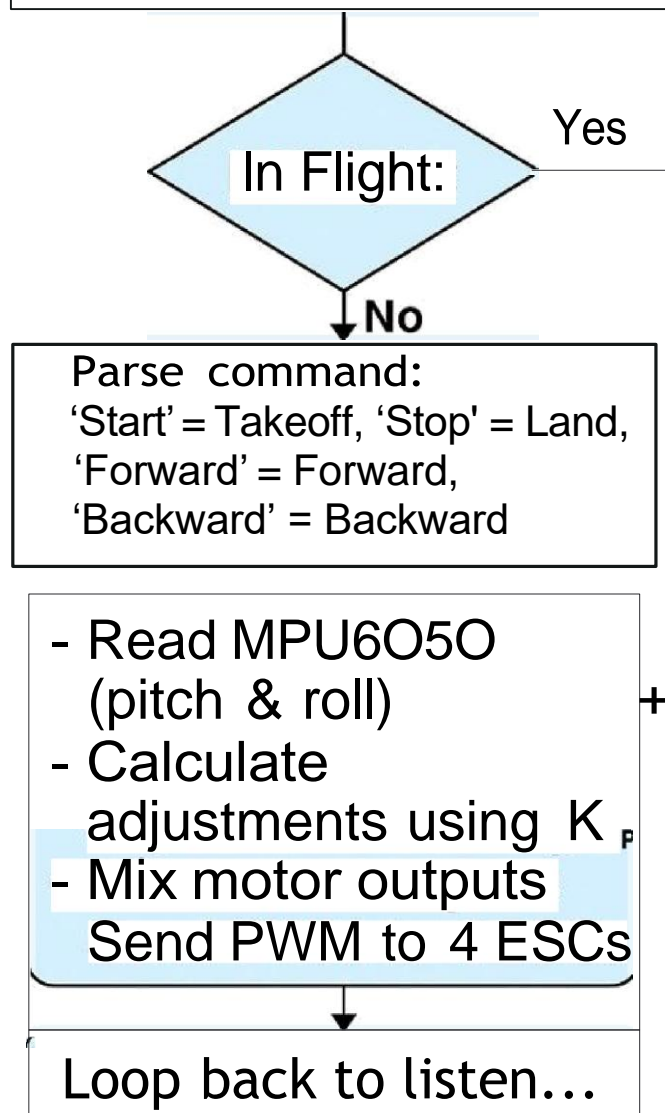 In Flight:
Yes
No
Parse command:
‘Start’ = Takeoff, ‘Stop' = Land,
‘Forward’ = Forward,
‘Backward’ = Backward
- Read MPU6O5O
(pitch & roll)
+
- Calculate
adjustments using K P
- Mix motor outputs
Send PWM to 4 ESCs
Loop back to listen...